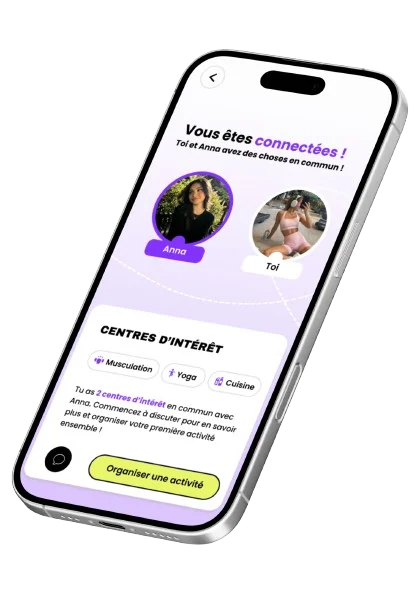 Vous êtes connectées !
Toi et Anna avez des choses en commun !
Anna
Toi
CENTRES D'INTÉRÊT
Musculation
Yoga
Cuisine
Tu as 2 centres d'intérêt en commun avec
Anna. Commencez à discuter pour en savoir
plus et organiser votre première activité
ensemble !
Organiser une activité